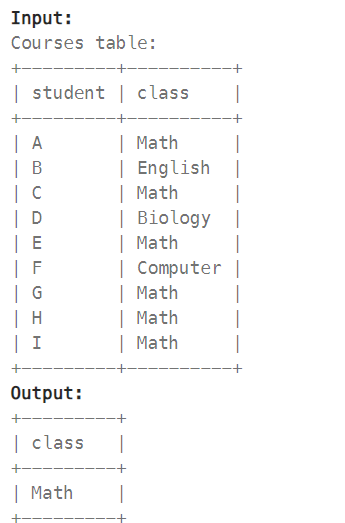 Input:
Courses table:
+---------+----------+
| student | class    |
+---------+----------+
| A       | Math     |
| B       | English  |
| C       | Math     |
| D       | Biology  |
| E       | Math     |
| F       | Computer |
| G       | Math     |
| H       | Math     |
| I       | Math     |
+---------+----------+
Output:
+---------+
| class   |
+---------+
| Math    |
+---------+